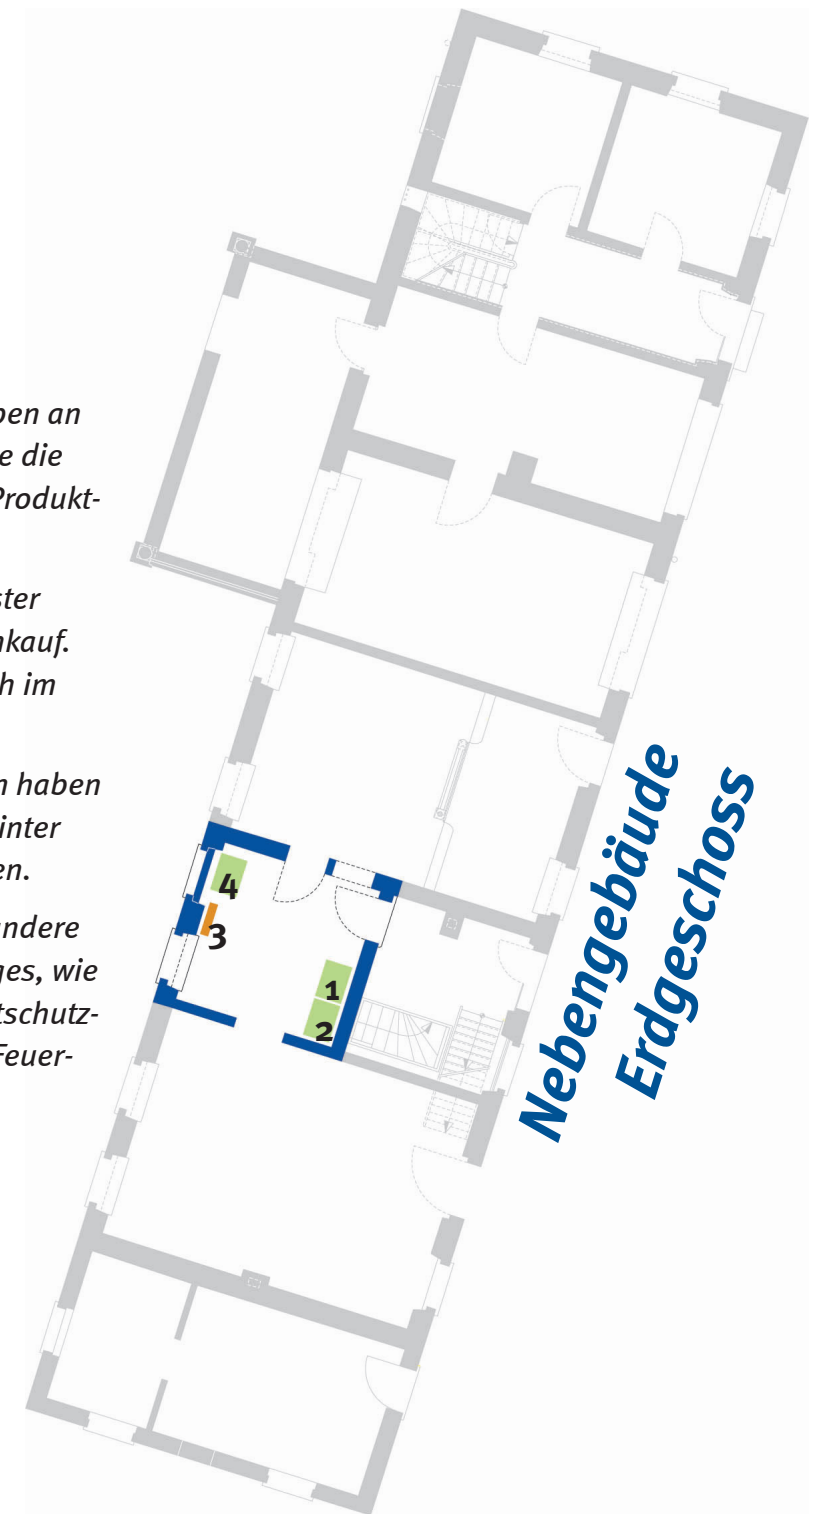 ben an
e die
Produkt-
ster
nkauf.
h im
n haben
inter
en.
andere
ges, wie
tschutz-
Feuer-
4
3
1
2
Nebengebäude
Erdgeschoss